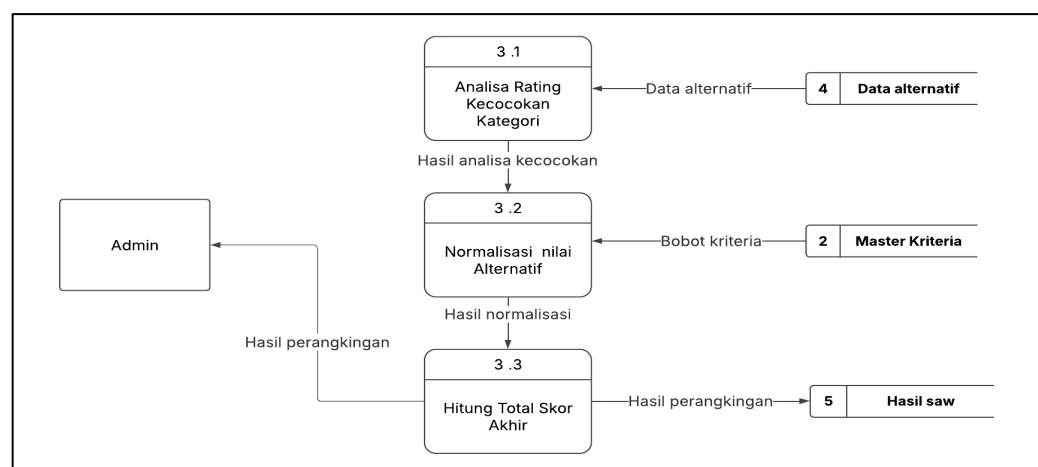 3 .1
Analisa Rating
Kecocokan
Kategori
Data alternatif
4 Data alternatif
Hasil analisa kecocokan
3 .2
Normalisasi nilai
Alternatif
Bobot kriteria
2 Master Kriteria
Admin
Hasil normalisasi
Hasil perangkingan
3 .3
Hitung Total Skor
Akhir
Hasil perangkingan
5 Hasil saw